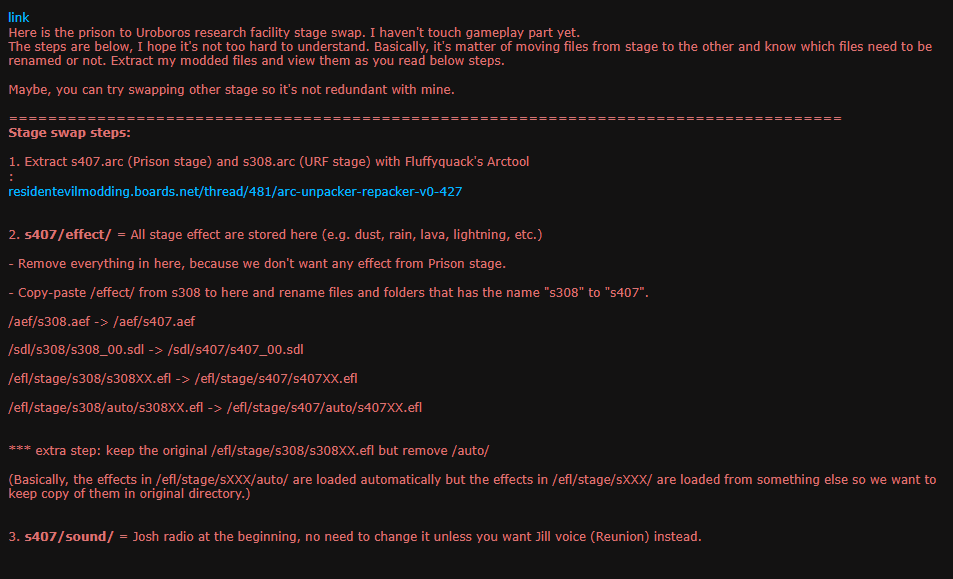 link
Here is the prison to Uroboros research facility stage swap. I haven't touch gameplay part yet.
The steps are below, I hope it's not too hard to understand. Basically, it's matter of moving files from stage to the other and know which files need to be
renamed or not. Extract my modded files and view them as you read below steps.
Maybe, you can try swapping other stage so it's not redundant with mine.
=====================================================================================
Stage swap steps:
1. Extract s407.arc (Prison stage) and s308.arc (URF stage) with Fluffyquack's Arctool
:
residentevilmodding.boards.net/thread/481/arc-unpacker-repacker-v0-427
2. s407/effect/ = All stage effect are stored here (e.g. dust, rain, lava, lightning, etc.)
- Remove everything in here, because we don't want any effect from Prison stage.
- Copy-paste /effect/ from s308 to here and rename files and folders that has the name "s308" to "s407".
/aef/s308.aef -> /aef/s407.aef
/sdl/s308/s308_00.sdl -> /sdl/s407/s407_00.sdl
/efl/stage/s308/s308XX.efl -> /efl/stage/s407/s407XX.efl
/efl/stage/s308/auto/s308XX.efl -> /efl/stage/s407/auto/s407XX.efl
*** extra step: keep the original /efl/stage/s308/s308XX.efl but remove /auto/
(Basically, the effects in /efl/stage/sXXX/auto/ are loaded automatically but the effects in /efl/stage/sXXX/ are loaded from something else so we want to
keep copy of them in original directory.)
3. s407/sound/ = Josh radio at the beginning, no need to change it unless you want Jill voice (Reunion) instead.